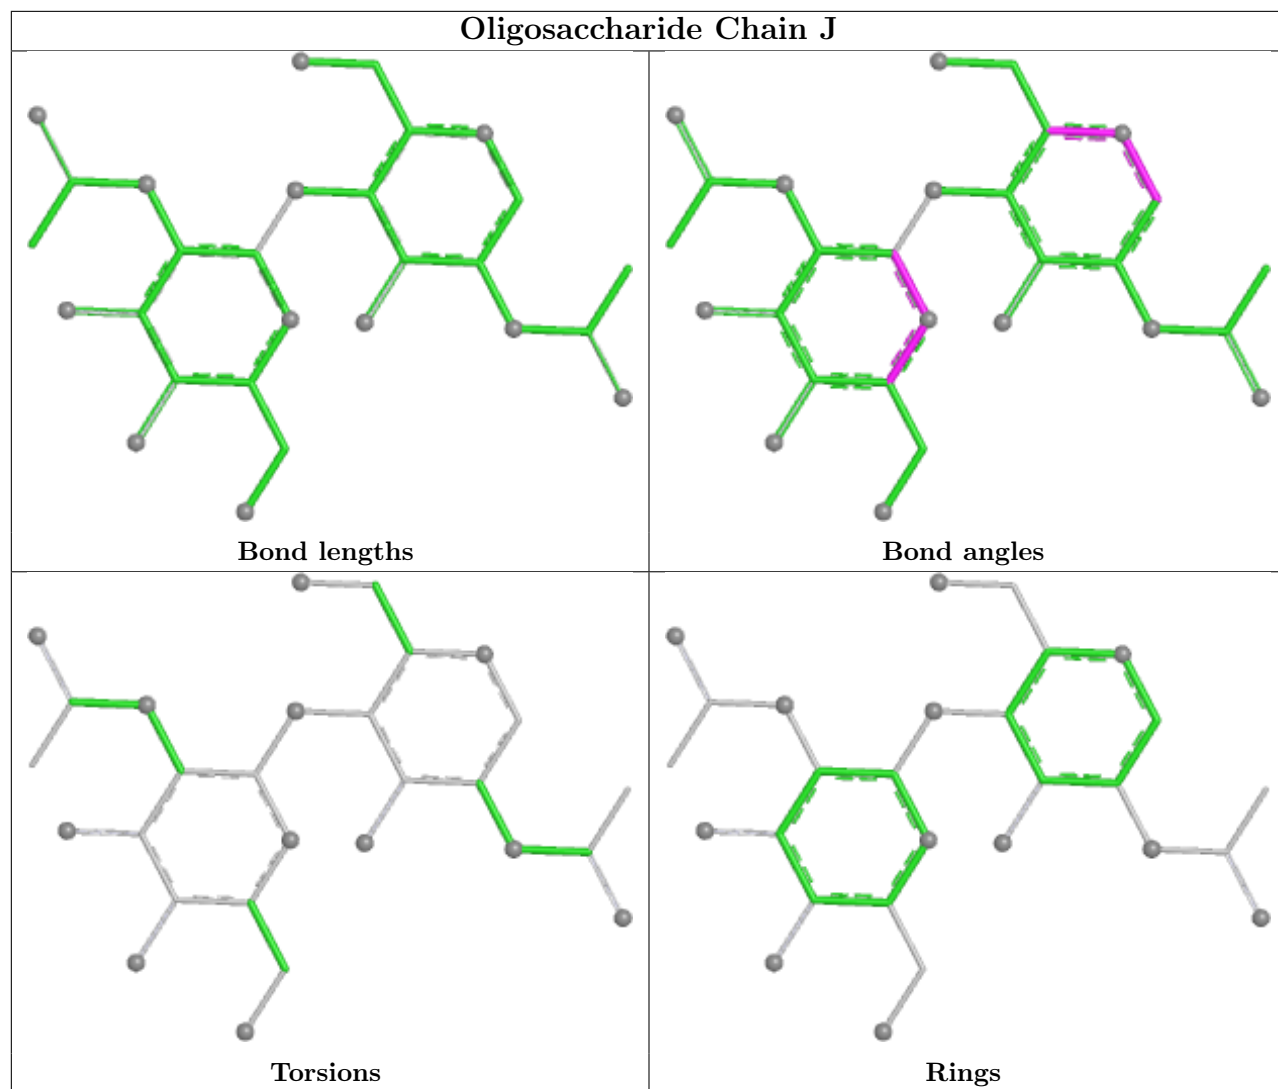 Oligosaccharide Chain J
Bond lengths
Bond angles
Torsions
Rings